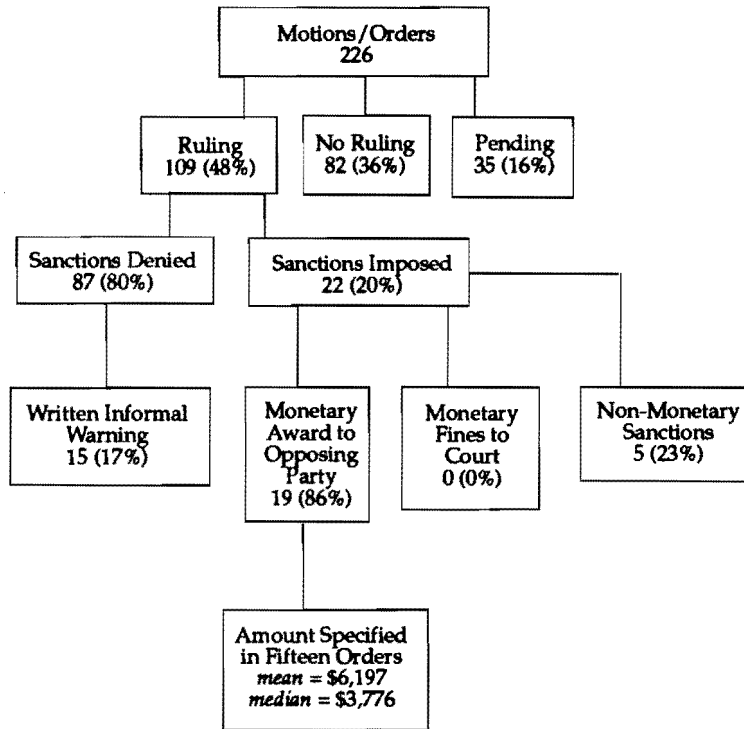 Motions/Orders
226
Ruling
109 (48%)
No Ruling
82 (36%)
Pending
35 (16%)
Sanctions Denied
87 (80%)
Sanctions Imposed
22 (20%)
Written Informal
Warning
15 (17%)
Monetary
Award to
Opposing
Party
19 (86%)
Monetary
Fines to
Court
0 (0%)
Non-Monetary
Sanctions
5 (23%)
Amount Specified
in Fifteen Orders
mean = $6,197
median = $3,776